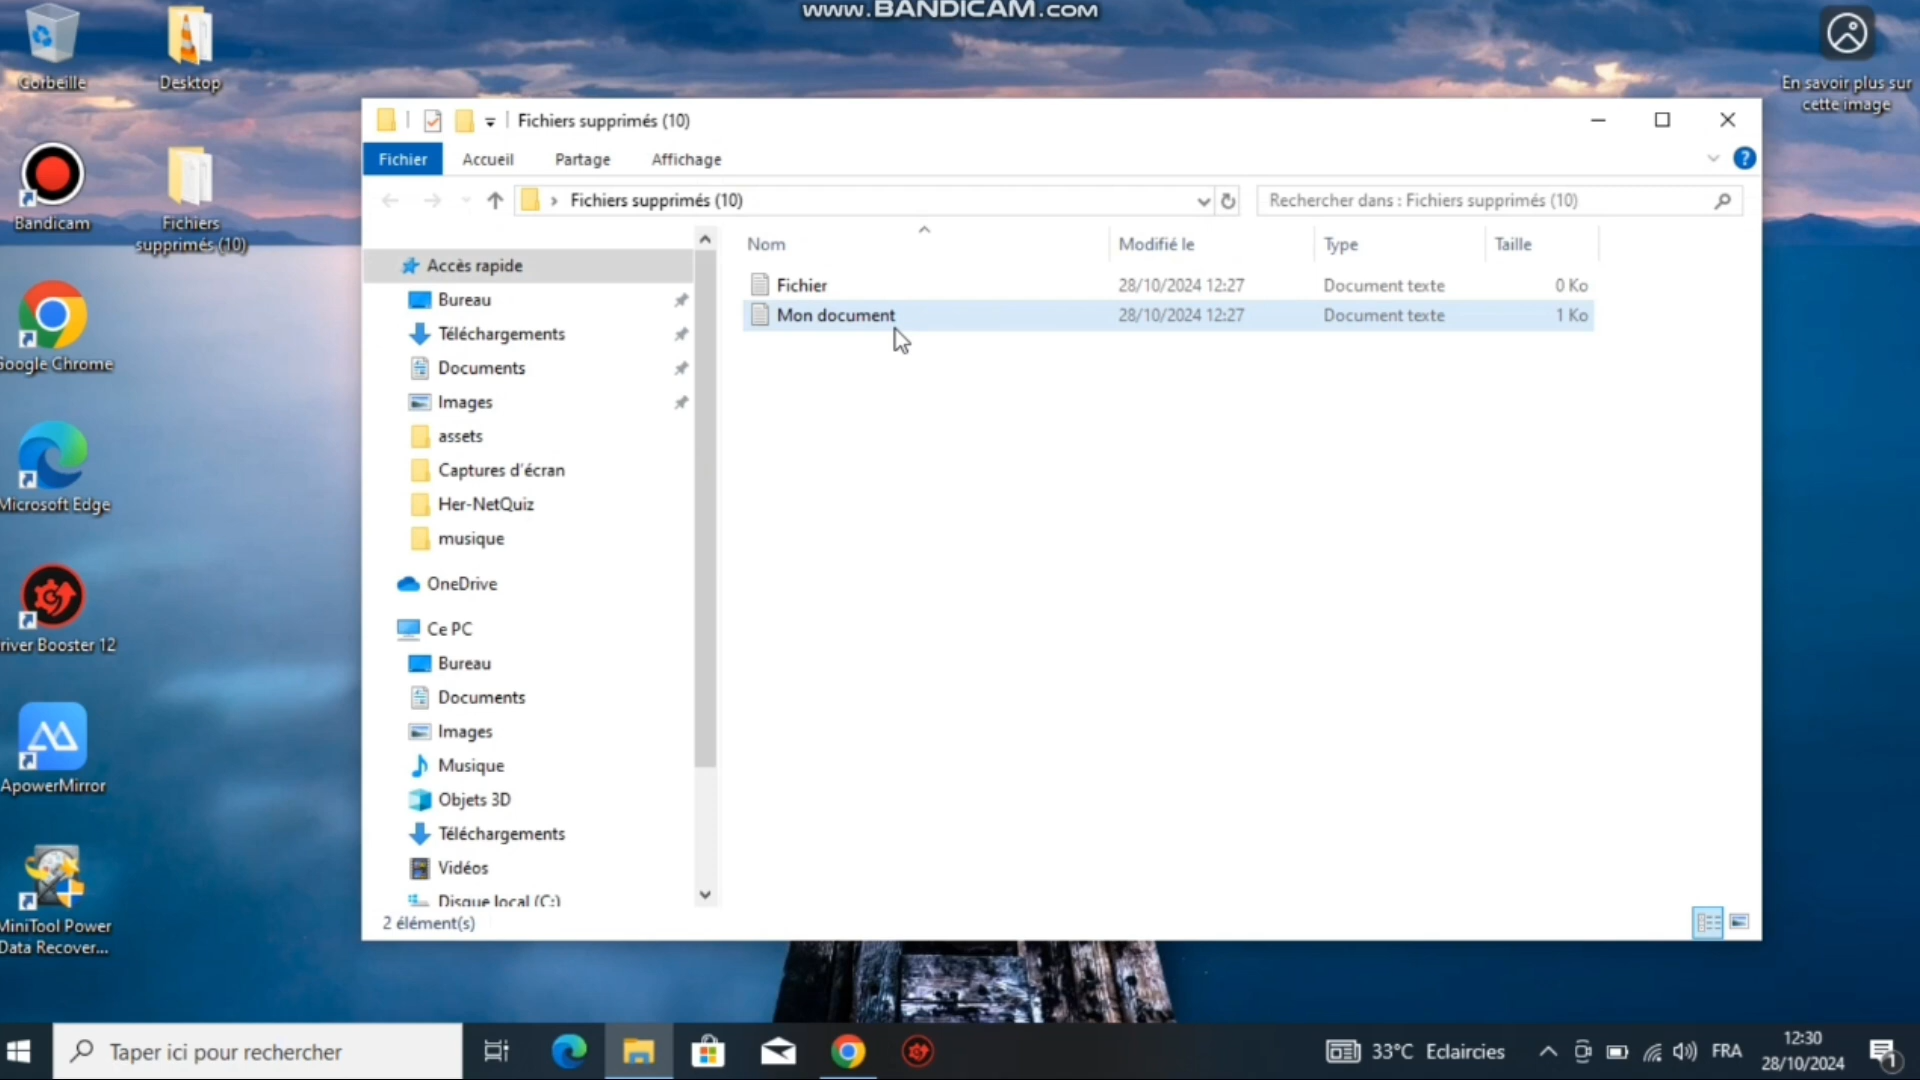 www.BANDICAM.com
Corbeille
Desktop
En savoir plus sur
cette image
Bandicam
Fichiers
supprimés (10)
Google Chrome
Microsoft Edge
river Booster 12
ApowerMirror
MiniTool Power
Data Recover...
Fichiers supprimés (10)
Fichier Accueil Partage Affichage
?
Fichiers supprimés (10)
Rechercher dans : Fichiers supprimés (10)
Accès rapide
Bureau
Téléchargements
Documents
Images
assets
Captures d'écran
Her-NetQuiz
musique
OneDrive
Ce PC
Bureau
Documents
Images
Musique
Objets 3D
Téléchargements
Vidéos
Disque local (C:)
Nom Modifié le Type Taille
Fichier 28/10/2024 12:27 Document texte 0 Ko
Mon document 28/10/2024 12:27 Document texte 1 Ko
2 élément(s)
Taper ici pour rechercher
33°C Eclaircies
FRA
12:30
28/10/2024
1